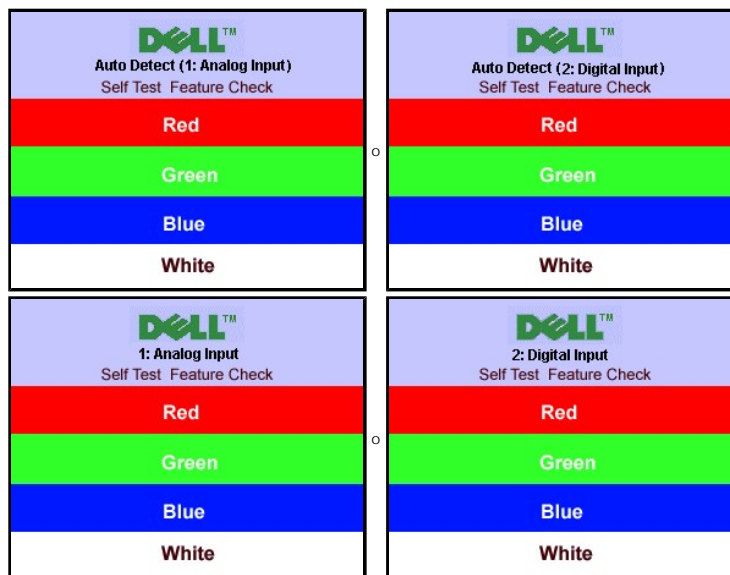 DELL™
Auto Detect (1: Analog Input)
Self Test Feature Check
Red
Green
Blue
White
o
DELL™
Auto Detect (2: Digital Input)
Self Test Feature Check
Red
Green
Blue
White
DELL™
1: Analog Input
Self Test Feature Check
Red
Green
Blue
White
o
DELL™
2: Digital Input
Self Test Feature Check
Red
Green
Blue
White